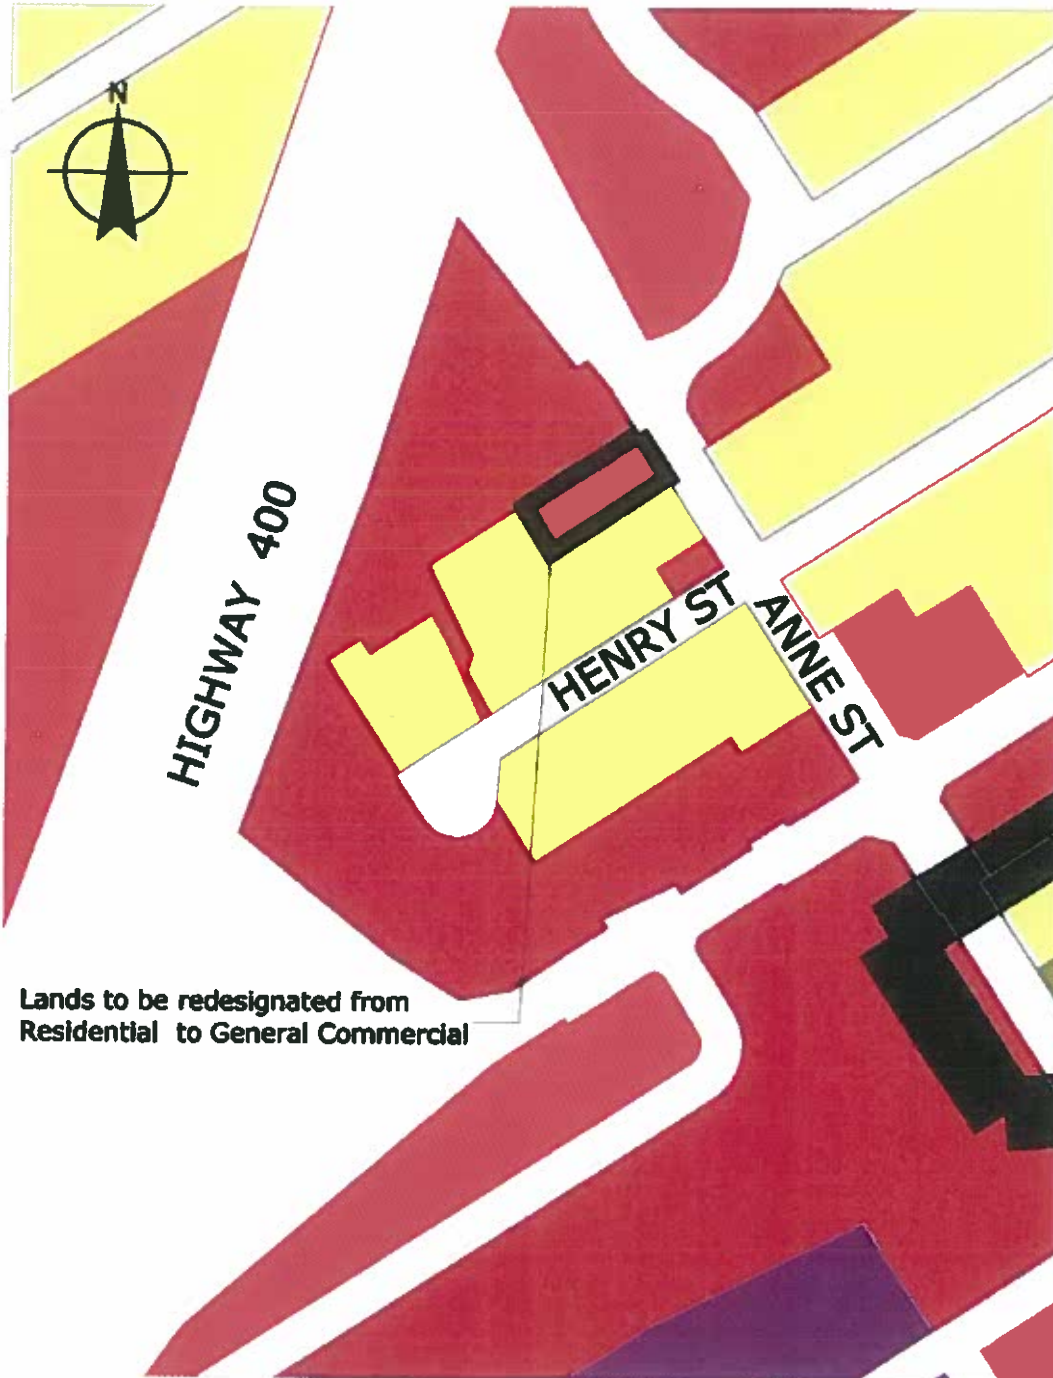 N
HIGHWAY 400
HENRY ST
ANNE ST
Lands to be redesignated from
Residential to General Commercial